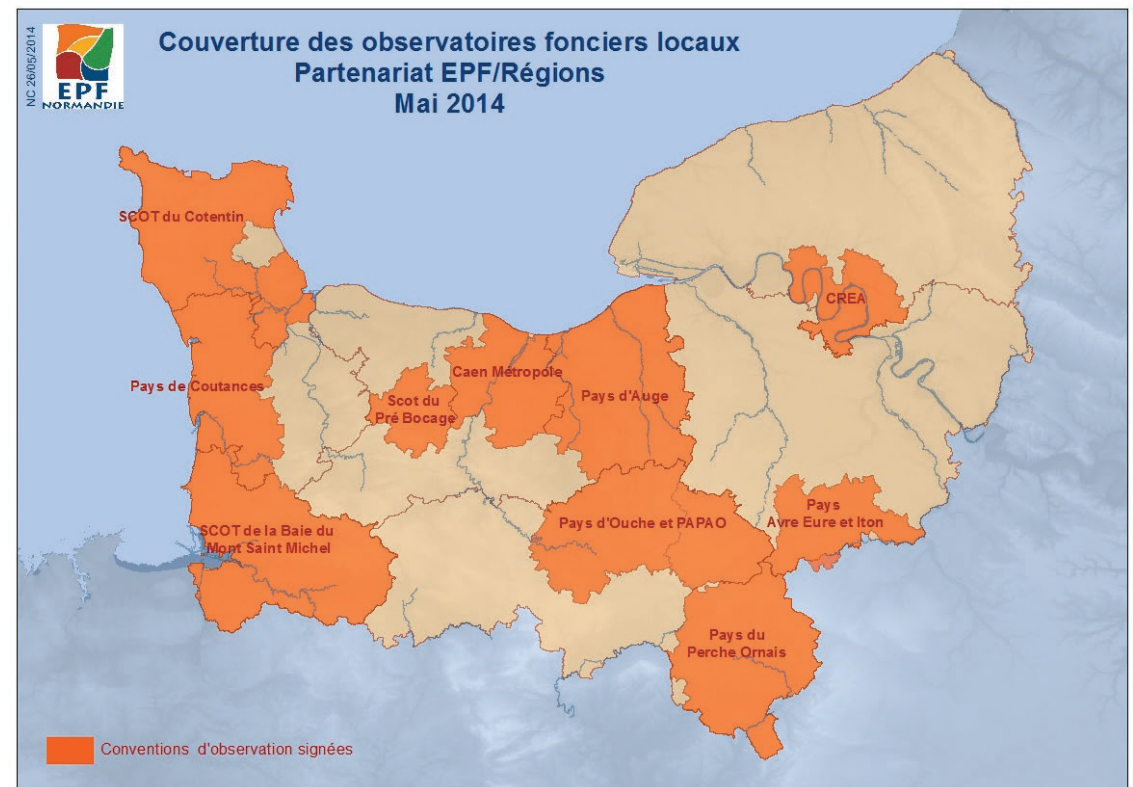 NC 26/05/2014
EPF
NORMANDIE
Couverture des observatoires fonciers locaux
Partenariat EPF/Régions
Mai 2014
SCOT du Cotentin
CREA
Pays de Coutances
Caen Métropole
Scot du
Pré Bocage
Pays d'Auge
SCOT de la Baie du
Mont Saint Michel
Pays d'Ouche et PAPAO
Pays
Avre Eure et Iton
Pays du
Perche Ornais
Conventions d'observation signées